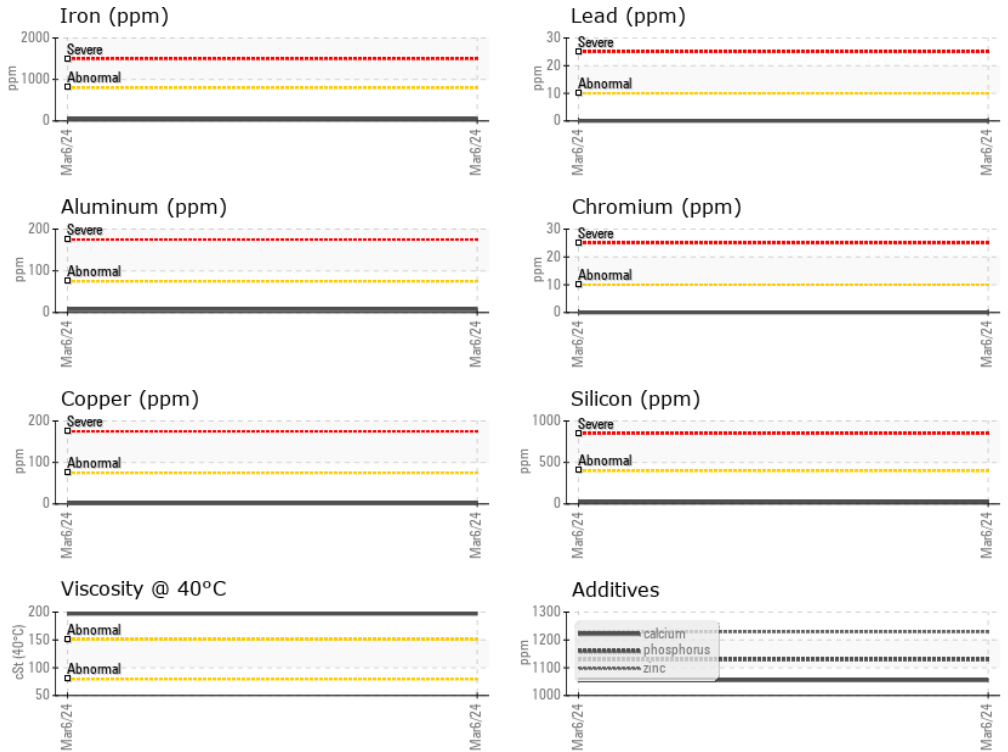 Iron (ppm)
2000
1000
0
ppm
Severe
Abnormal
Mar6/24
Mar6/24
Lead (ppm)
30
20
10
0
ppm
Severe
Abnormal
Mar6/24
Mar6/24
Aluminum (ppm)
200
100
0
ppm
Severe
Abnormal
Mar6/24
Mar6/24
Chromium (ppm)
30
20
10
0
ppm
Severe
Abnormal
Mar6/24
Mar6/24
Copper (ppm)
200
100
0
ppm
Severe
Abnormal
Mar6/24
Mar6/24
Silicon (ppm)
1000
500
0
ppm
Severe
Abnormal
Mar6/24
Mar6/24
Viscosity @ 40°C
200
150
100
50
cSt (40°C)
Abnormal
Abnormal
Mar6/24
Mar6/24
Additives
1300
1200
1100
1000
ppm
calcium
phosphorus
zinc
Mar6/24
Mar6/24